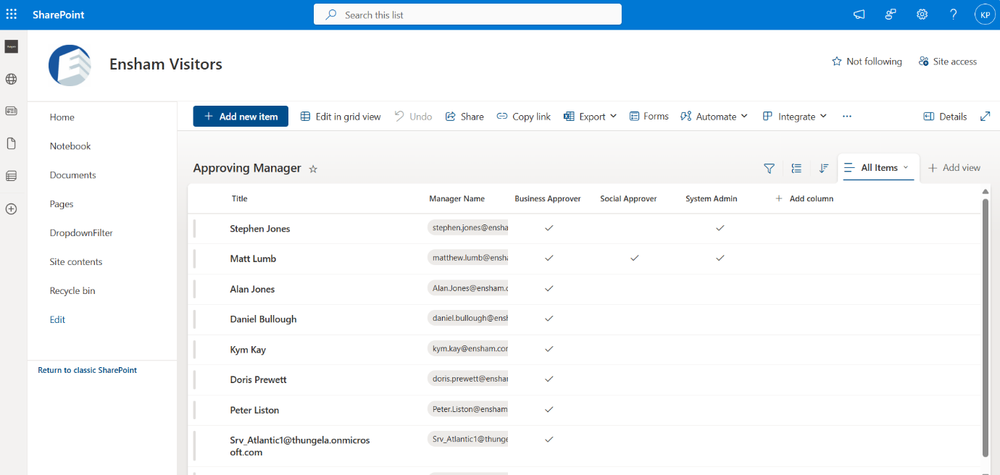 SharePoint
Search this list
KP
Ensham Visitors
Not following
Site access
Home
Notebook
Documents
Pages
DropdownFilter
Site contents
Recycle bin
Edit
Return to classic SharePoint
Add new item
Edit in grid view
Undo
Share
Copy link
Export
Forms
Automate
Integrate
Details
Approving Manager
All Items
Add view
Title Manager Name Business Approver Social Approver System Admin Add column
Stephen Jones stephen.jones@ensha
Matt Lumb matthew.lumb@ensha
Alan Jones Alan.Jones@ensham.c
Daniel Bullough daniel.bullough@ensh
Kym Kay kym.kay@ensham.com
Doris Prewett doris.prewett@ensham
Peter Liston Peter.Liston@ensham
Srv_Atlantic1@thungela.onmicros Srv_Atlantic1@thunge
oft.com